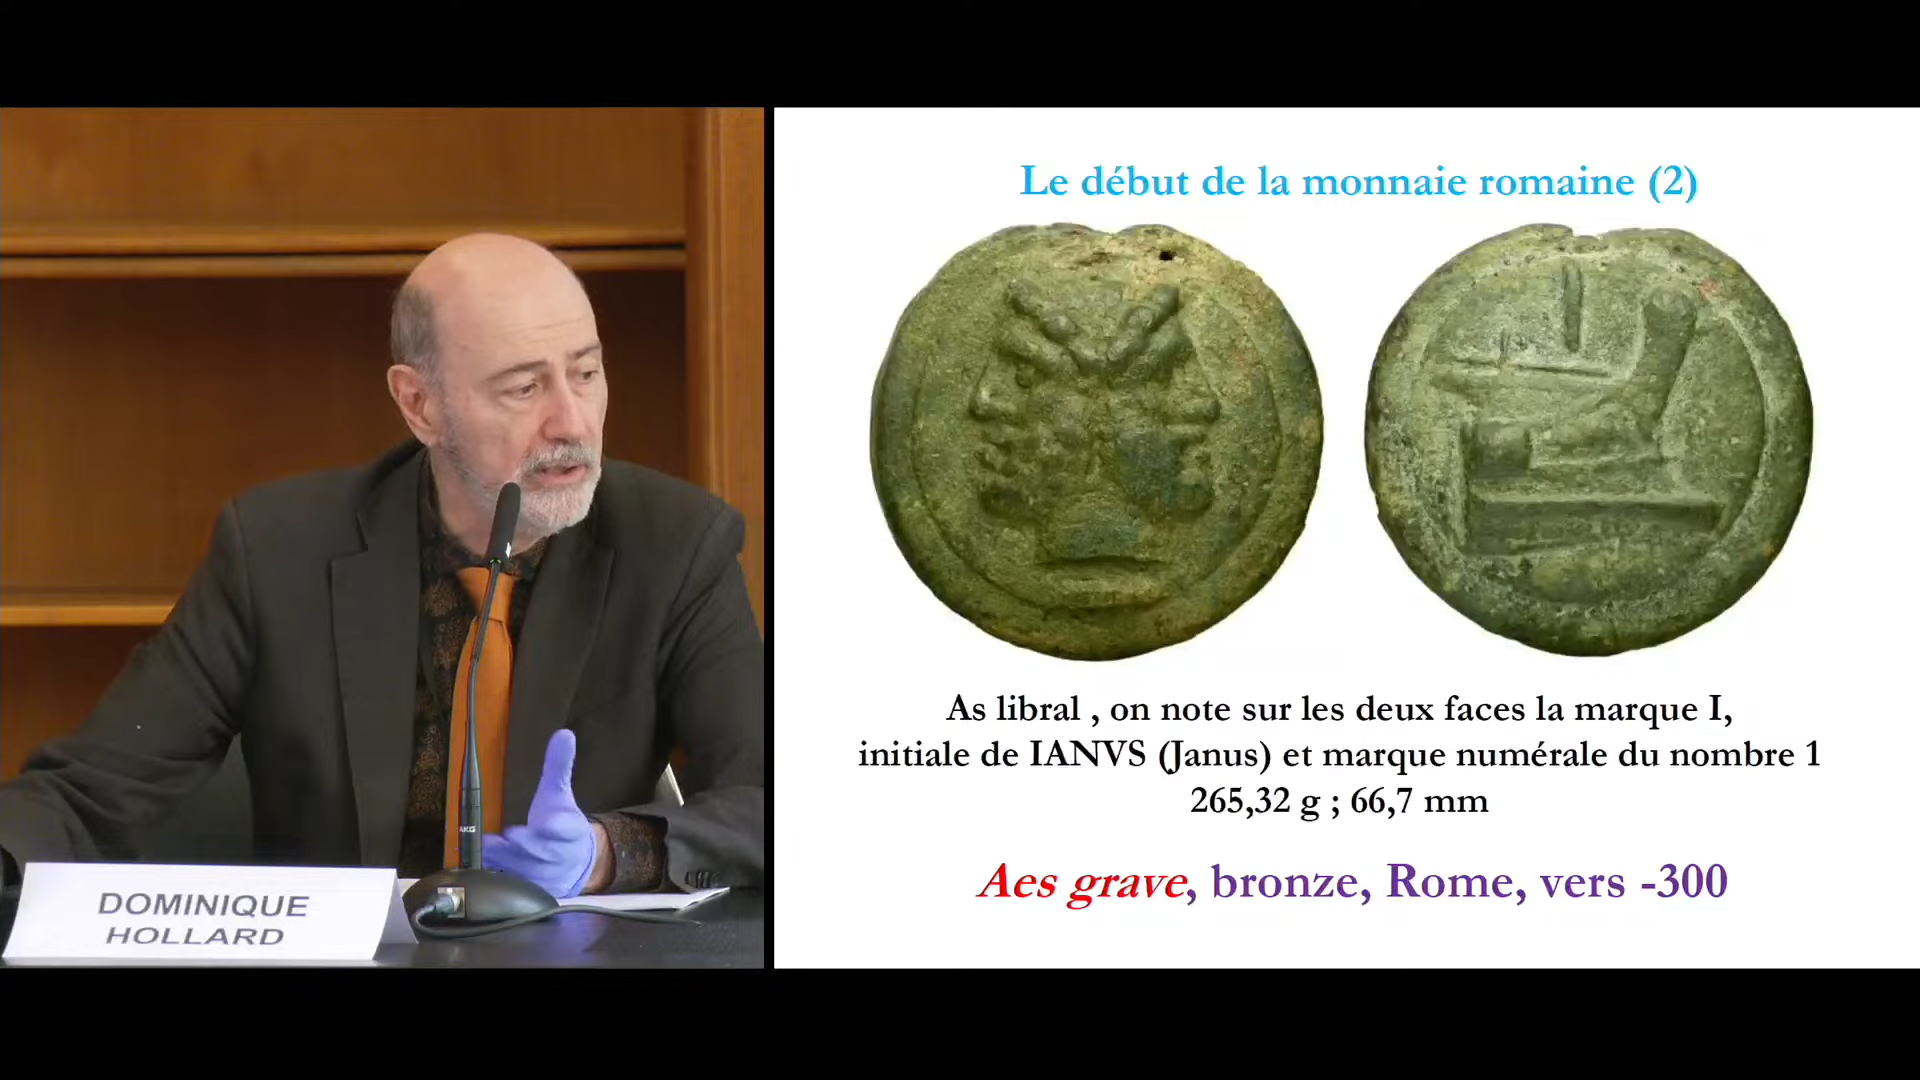 Le début de la monnaie romaine (2)
As libral , on note sur les deux faces la marque I,
initiale de IANVS (Janus) et marque numérale du nombre 1
265,32 g ; 66,7 mm
Aes grave, bronze, Rome, vers -300
DOMINIQUE
HOLLARD
AKG